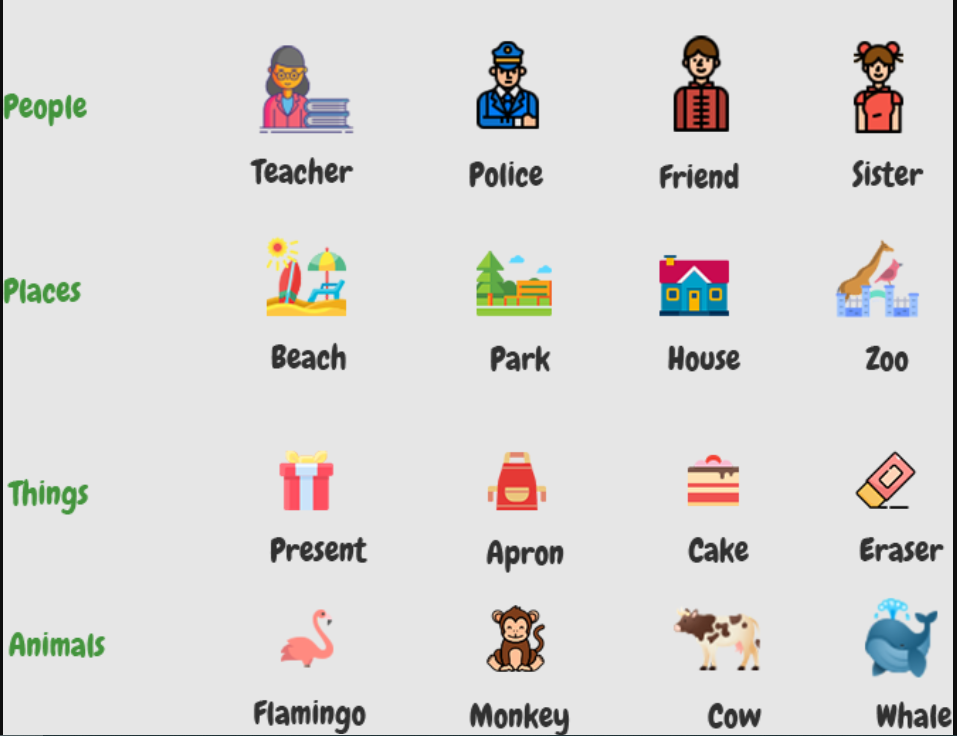 People
Teacher Police Friend Sister
Places
Beach Park House Zoo
Things
Present Apron Cake Eraser
Animals
Flamingo Monkey Cow Whale